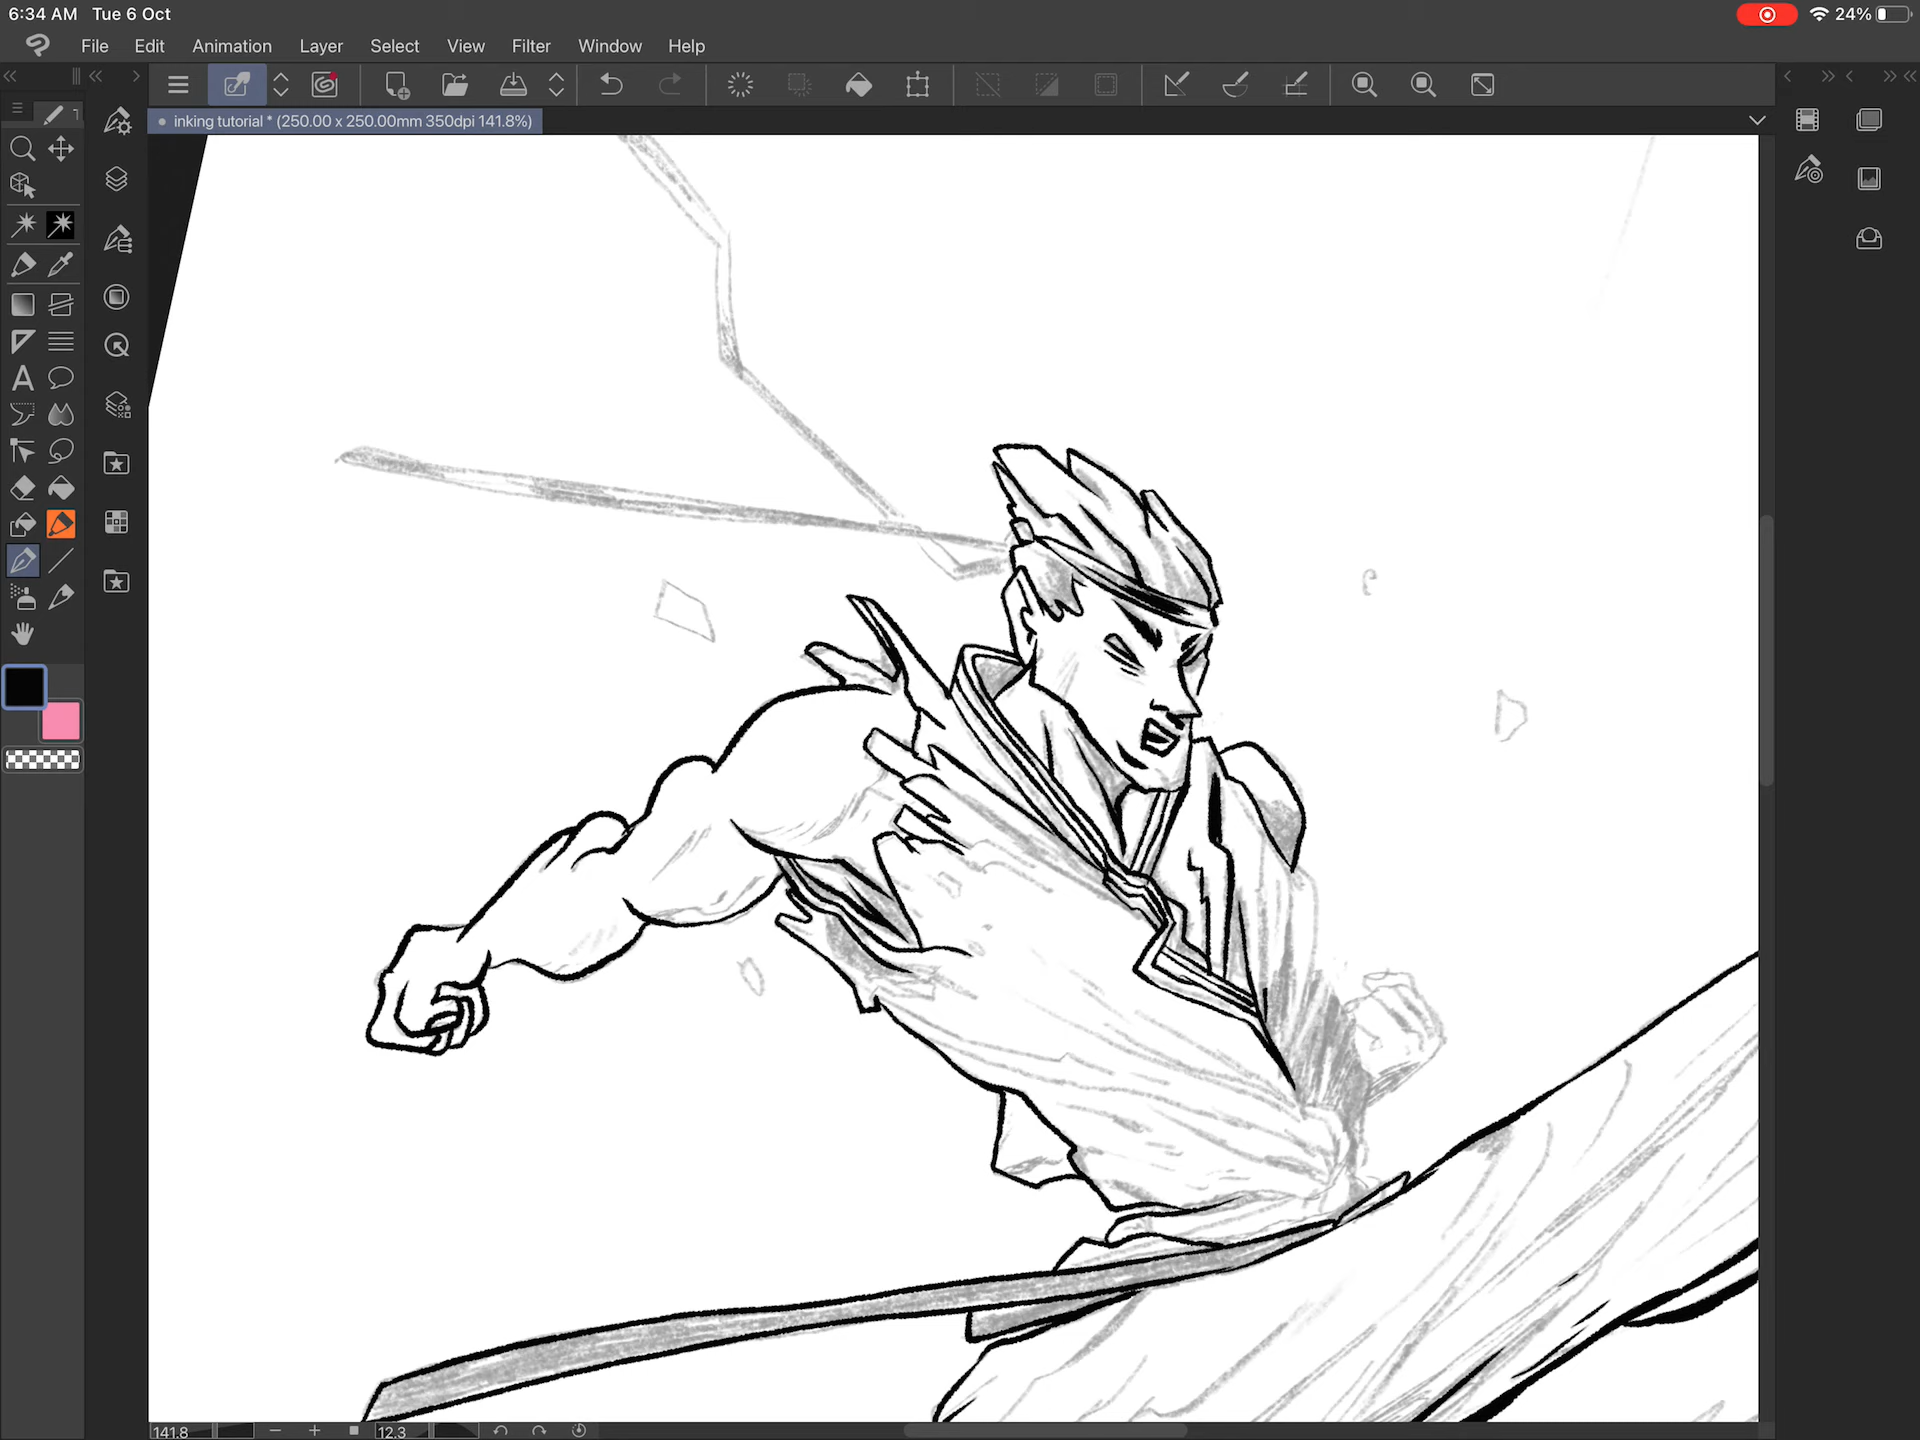 6:34 AM Tue 6 Oct 24%
File Edit Animation Layer Select View Filter Window Help
inking tutorial * (250.00 x 250.00mm 350dpi 141.8%)
141.8 12.3